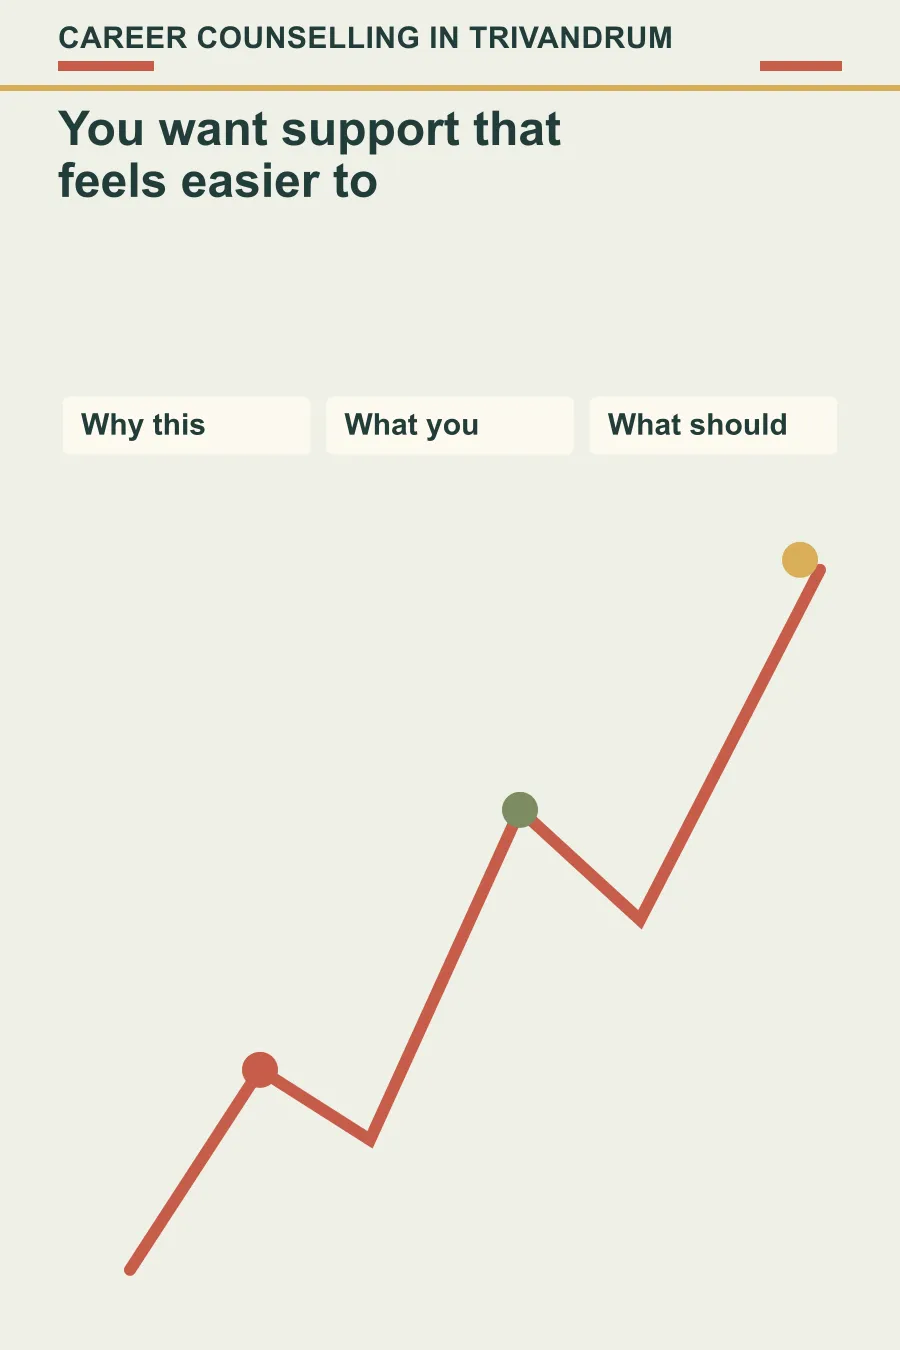 CAREER COUNSELLING IN TRIVANDRUM
You want support that
feels easier to
Why this
What you
What should